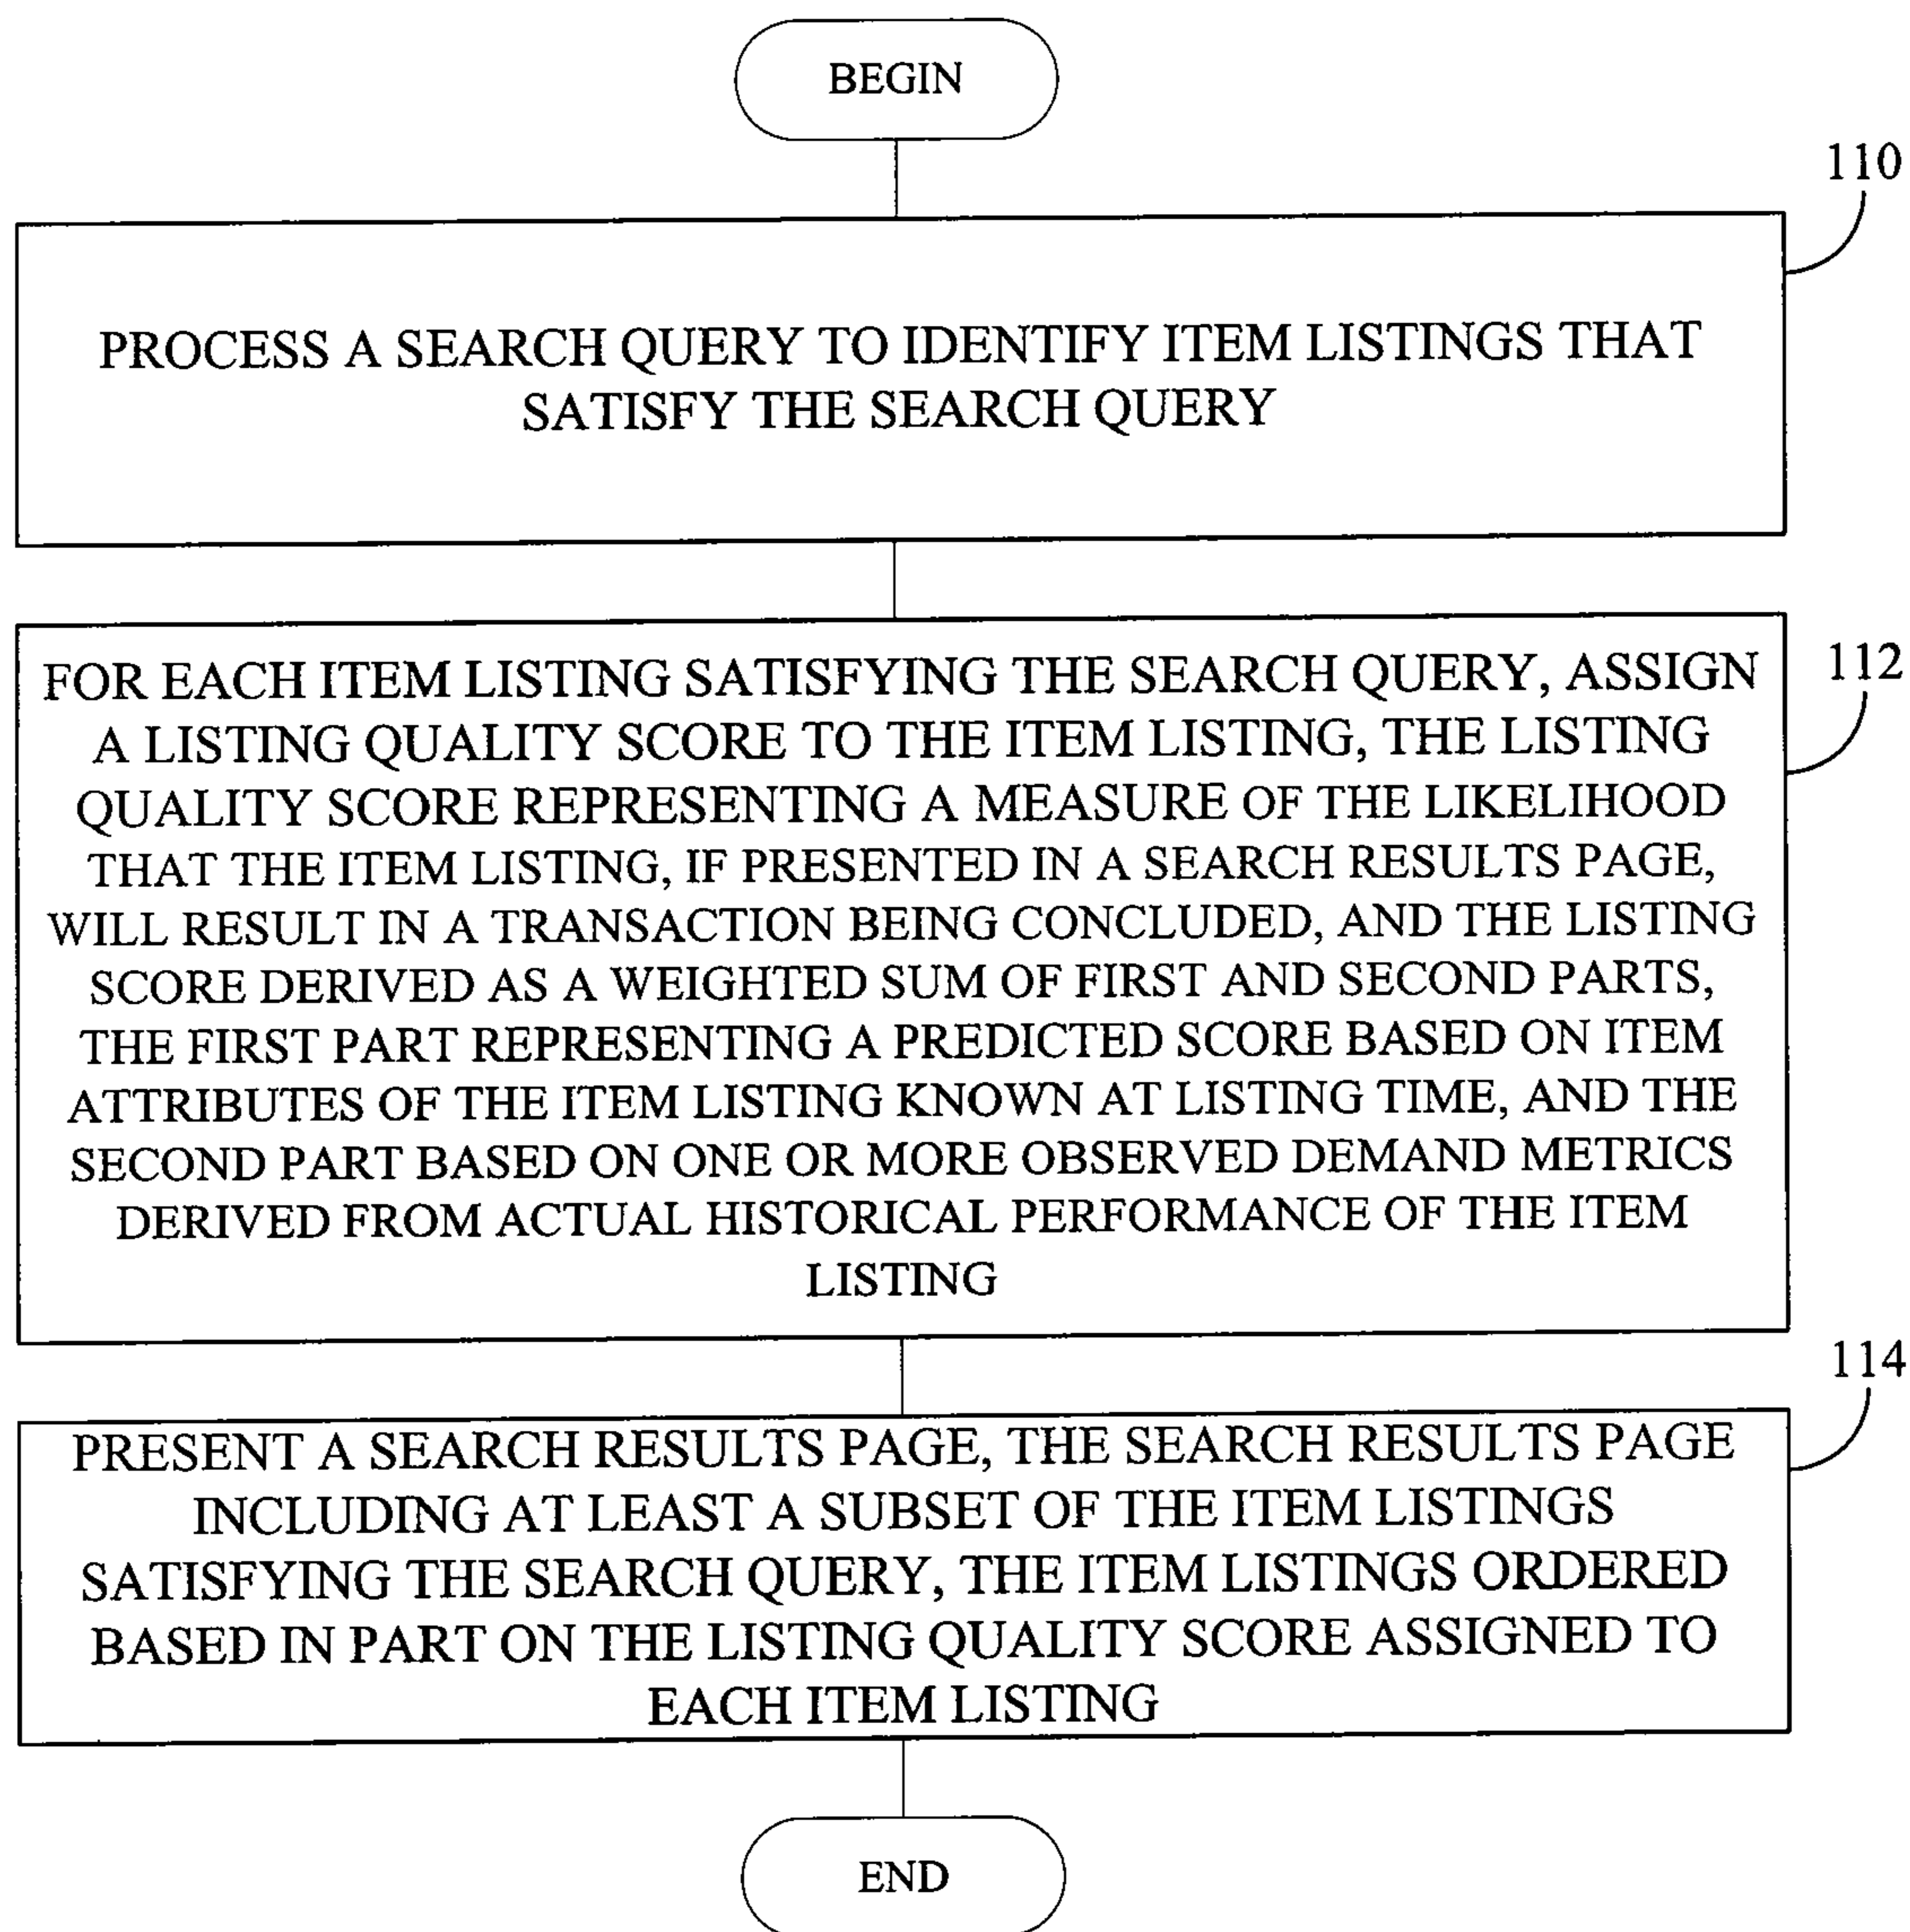 BEGIN
110
PROCESS A SEARCH QUERY TO IDENTIFY ITEM LISTINGS THAT
SATISFY THE SEARCH QUERY
112
FOR EACH ITEM LISTING SATISFYING THE SEARCH QUERY, ASSIGN
A LISTING QUALITY SCORE TO THE ITEM LISTING, THE LISTING
QUALITY SCORE REPRESENTING A MEASURE OF THE LIKELIHOOD
THAT THE ITEM LISTING, IF PRESENTED IN A SEARCH RESULTS PAGE,
WILL RESULT IN A TRANSACTION BEING CONCLUDED, AND THE LISTING
SCORE DERIVED AS A WEIGHTED SUM OF FIRST AND SECOND PARTS,
THE FIRST PART REPRESENTING A PREDICTED SCORE BASED ON ITEM
ATTRIBUTES OF THE ITEM LISTING KNOWN AT LISTING TIME, AND THE
SECOND PART BASED ON ONE OR MORE OBSERVED DEMAND METRICS
DERIVED FROM ACTUAL HISTORICAL PERFORMANCE OF THE ITEM
LISTING
114
PRESENT A SEARCH RESULTS PAGE, THE SEARCH RESULTS PAGE
INCLUDING AT LEAST A SUBSET OF THE ITEM LISTINGS
SATISFYING THE SEARCH QUERY, THE ITEM LISTINGS ORDERED
BASED IN PART ON THE LISTING QUALITY SCORE ASSIGNED TO
EACH ITEM LISTING
END